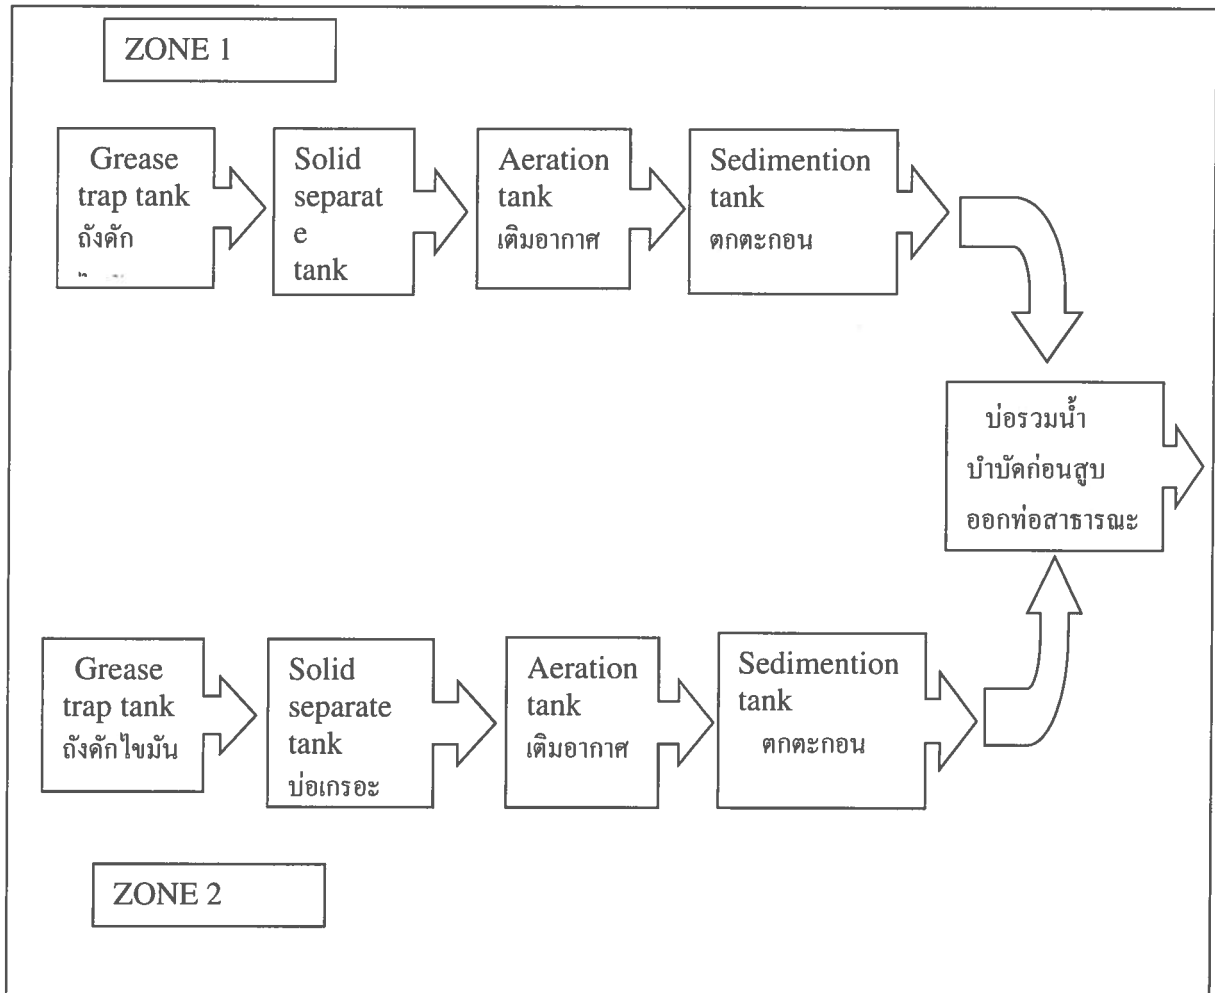 ZONE 1
Grease
trap tank
ถังดัก
Solid
separat
e
tank
Aeration
tank
เติมอากาศ
Sedimention
tank
ตกตะกอน
บ่อรวมน้ำ
บำบัดก่อนสูบ
ออกท่อสาธารณะ
Grease
trap tank
ถังดักไขมัน
Solid
separate
tank
บ่อเกรอะ
Aeration
tank
เติมอากาศ
Sedimention
tank
ตกตะกอน
ZONE 2